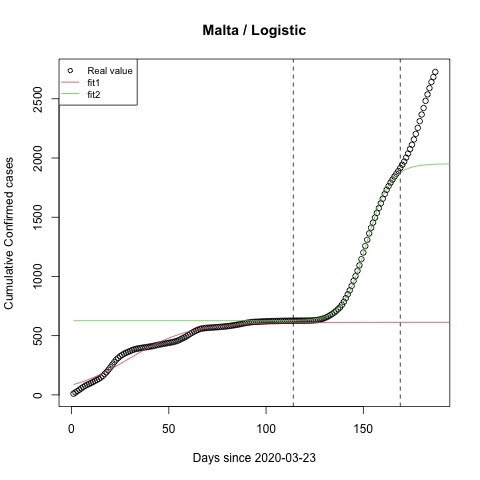 Malta / Logistic
Real value
fit1
fit2
Cumulative Confirmed cases
0
500
1000
1500
2000
2500
0 50 100 150
Days since 2020-03-23